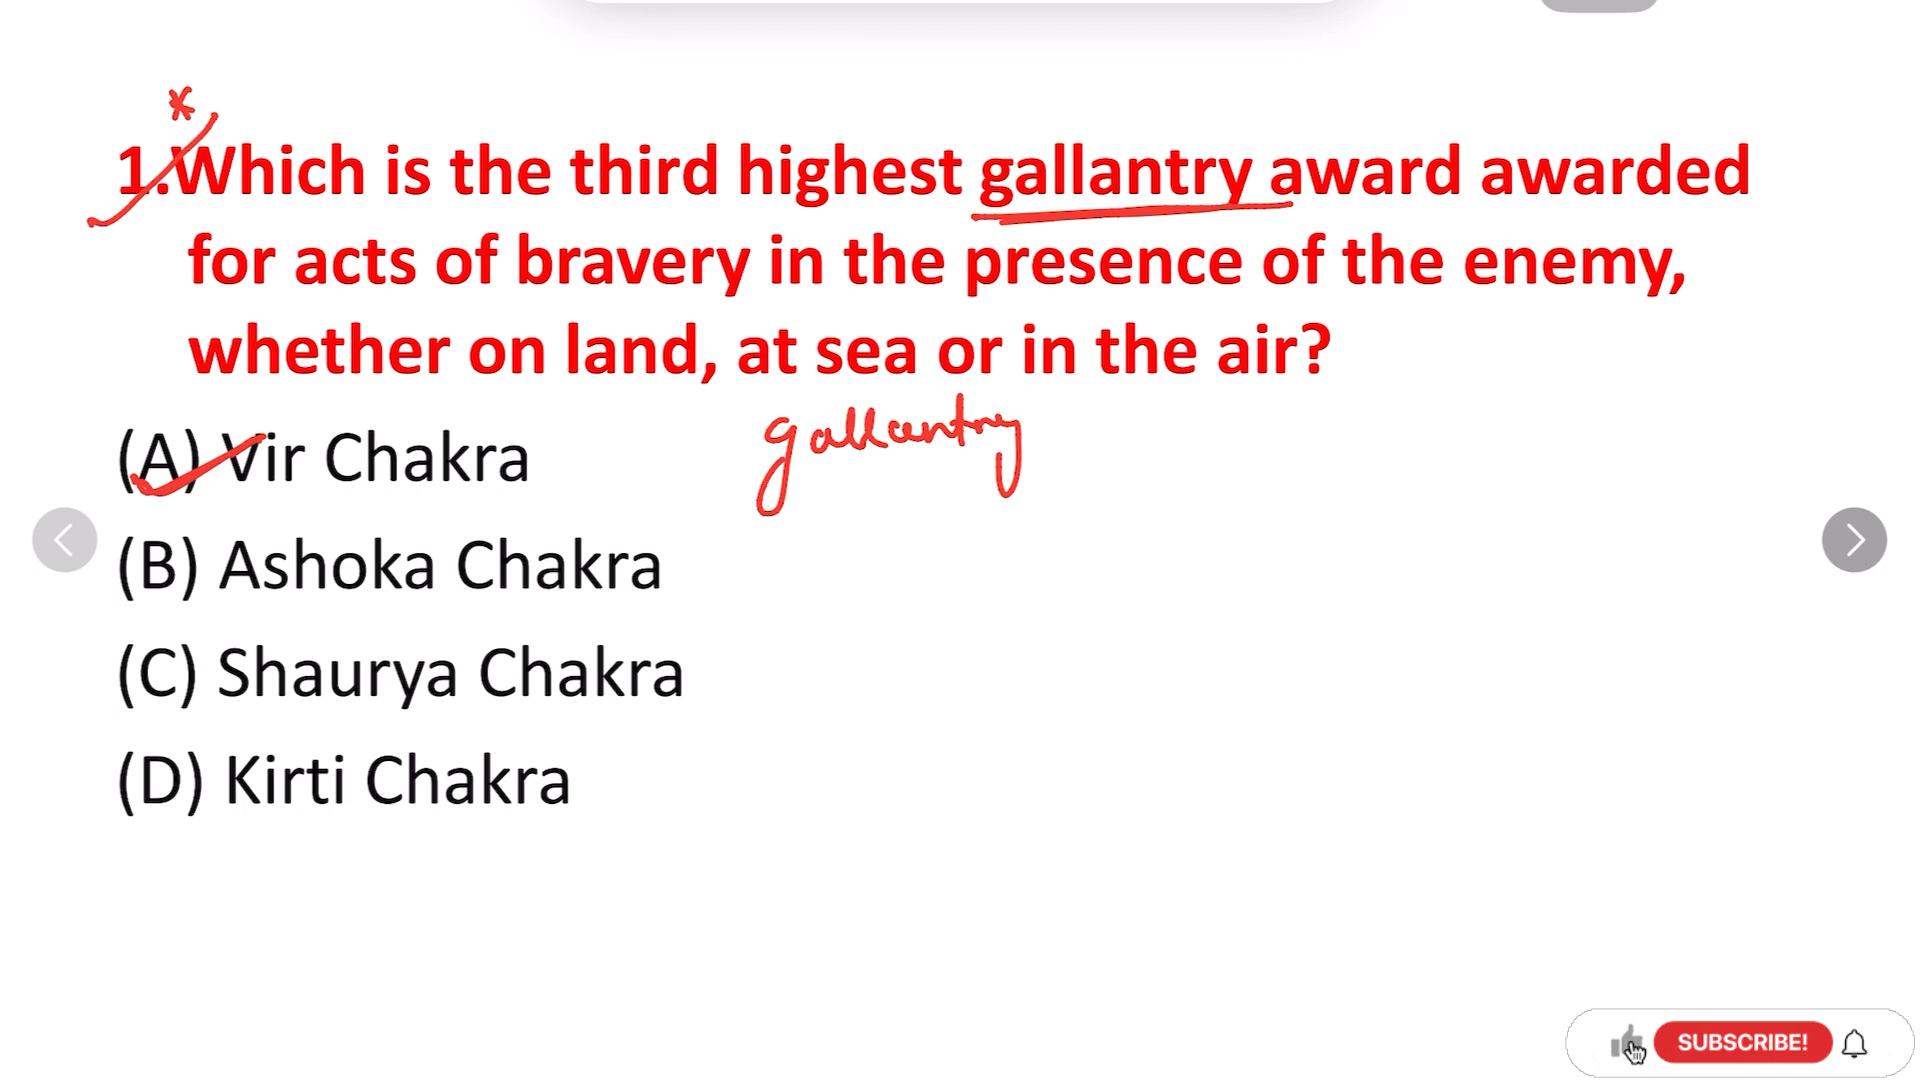 *
1.Which is the third highest gallantry award awarded
for acts of bravery in the presence of the enemy,
whether on land, at sea or in the air?
gallantry
(A) Vir Chakra
(B) Ashoka Chakra
(C) Shaurya Chakra
(D) Kirti Chakra
SUBSCRIBE!